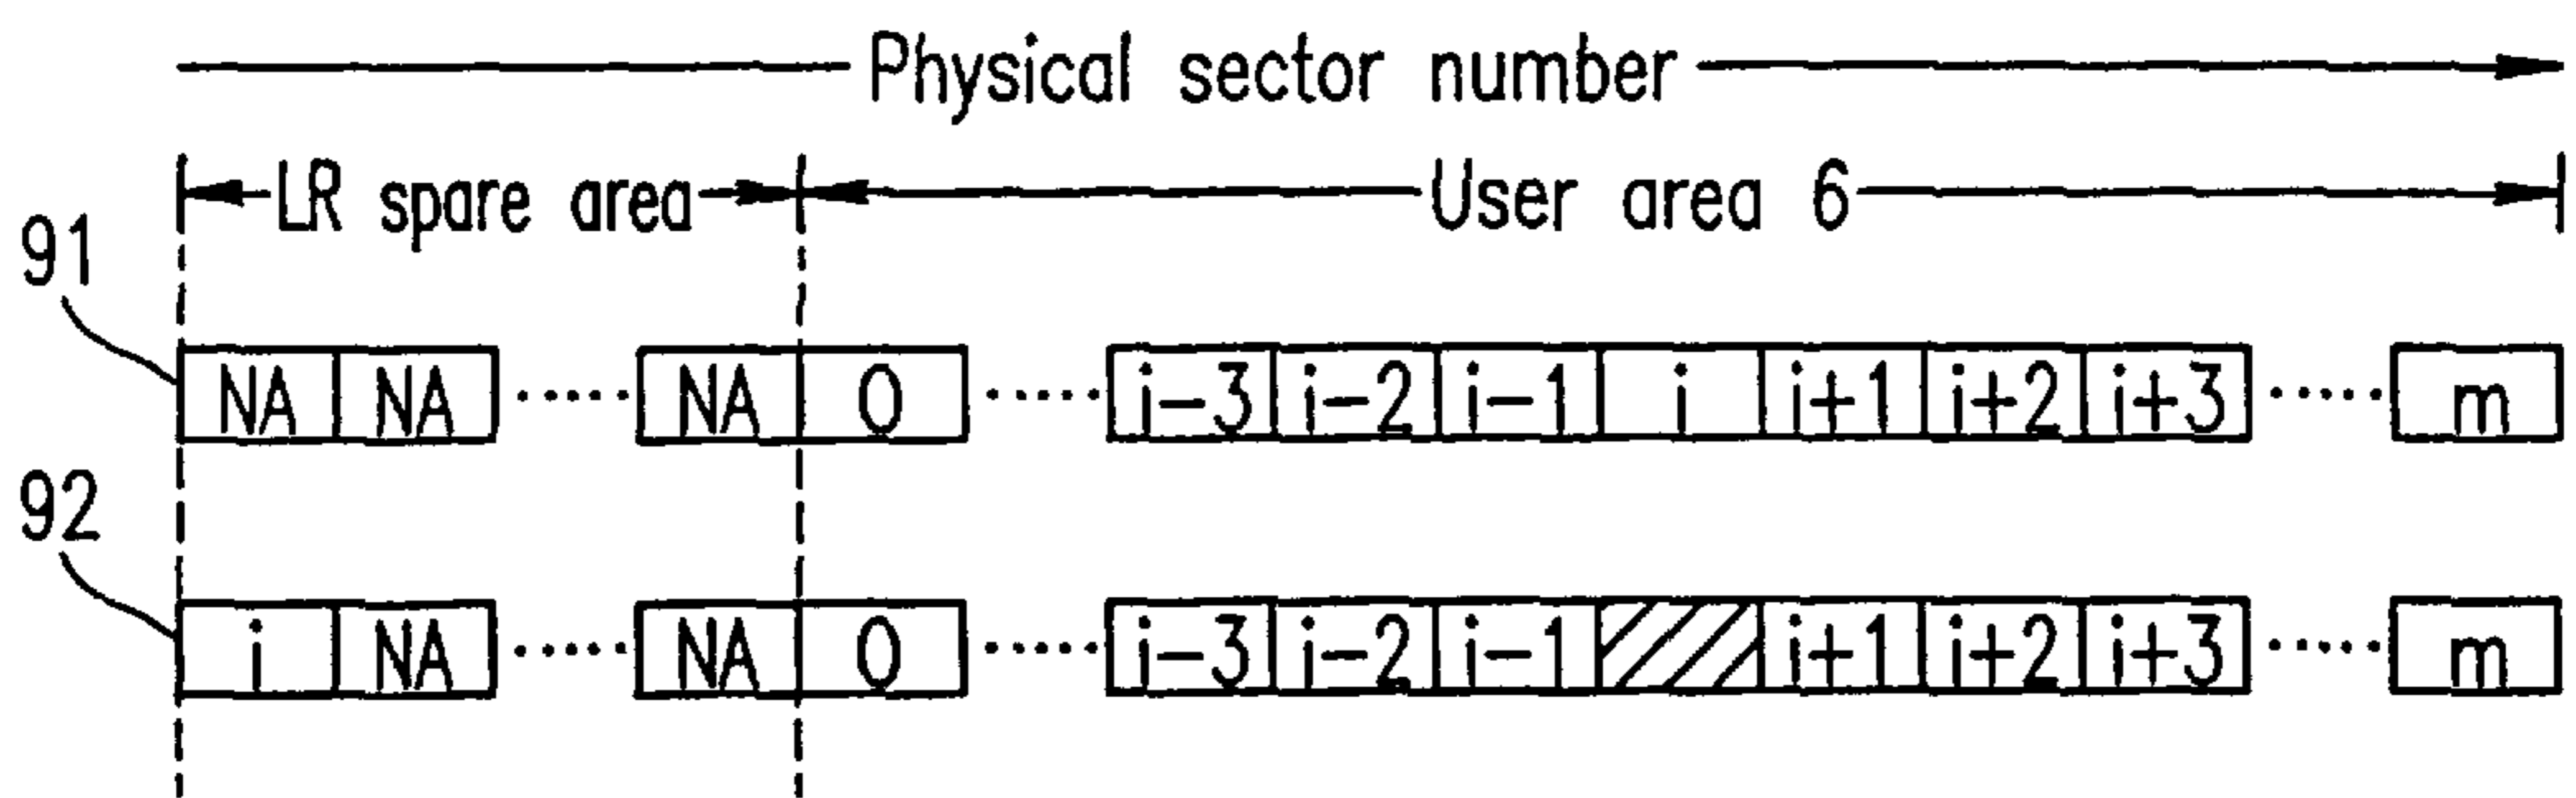 Physical sector number
LR spare area User area 6
91
NA NA ..... NA 0 ..... i-3 i-2 i-1 i i+1 i+2 i+3 ..... m
92
i NA ..... NA 0 ..... i-3 i-2 i-1 i+1 i+2 i+3 ..... m